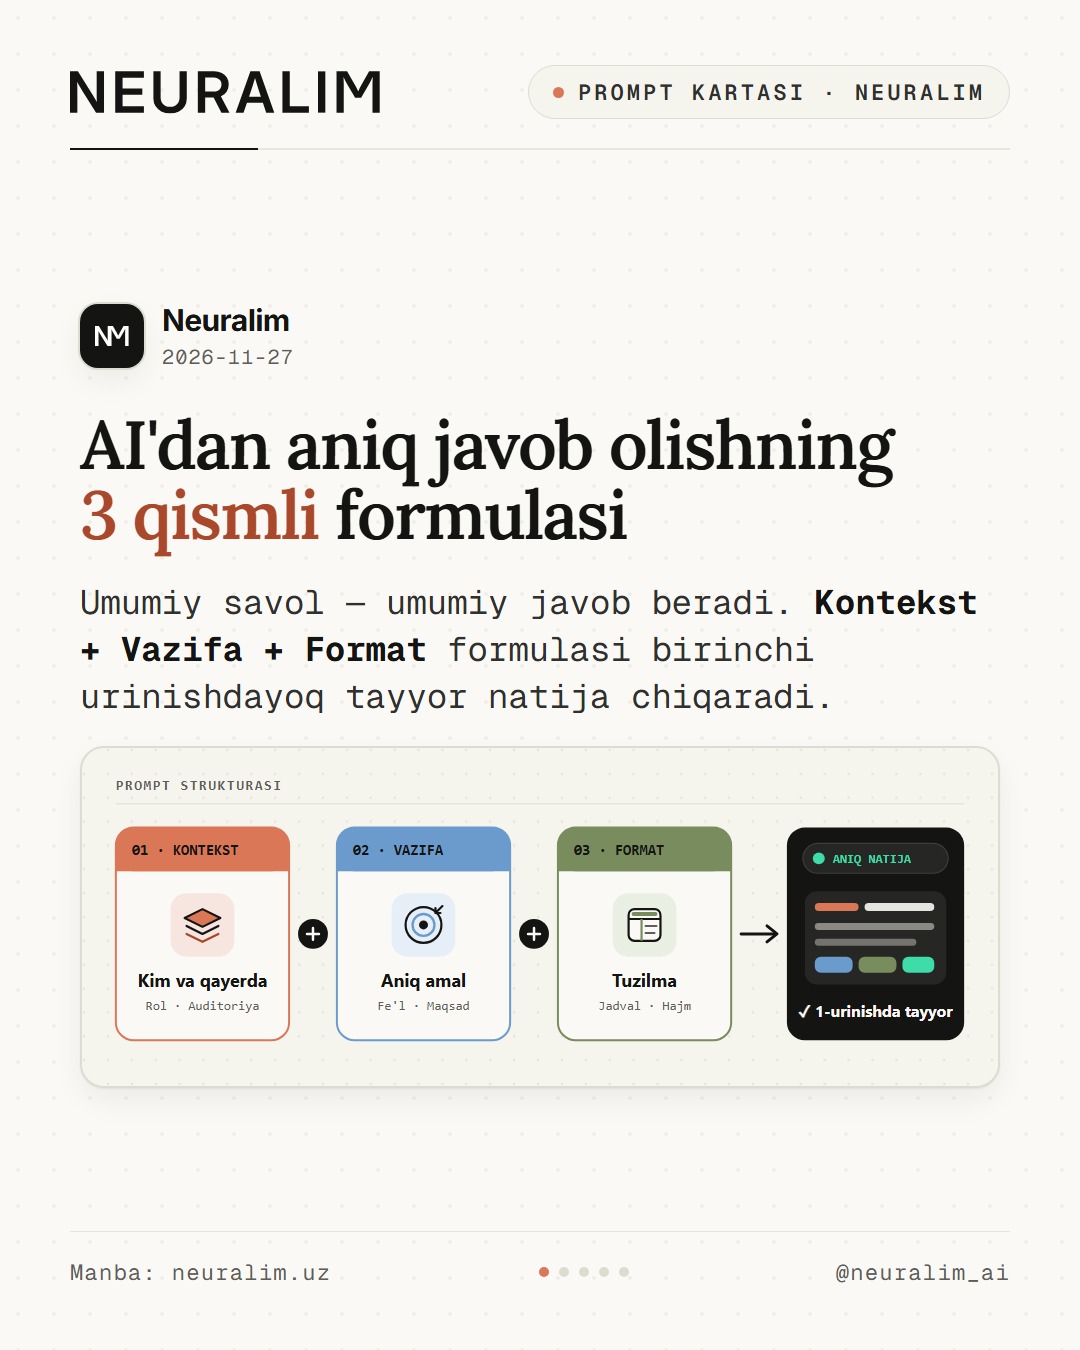 NEURALIM
PROMPT KARTASI · NEURALIM
NM
Neuralim
2026-11-27
AI'dan aniq javob olishning
3 qismli formulasi
Umumiy savol — umumiy javob beradi. Kontekst
+ Vazifa + Format formulasi birinchi
urinishdayoq tayyor natija chiqaradi.
PROMPT STRUKTURASI
01 · KONTEKST
Kim va qayerda
Rol · Auditoriya
02 · VAZIFA
Aniq amal
Fe'l · Maqsad
03 · FORMAT
Tuzilma
Jadval · Hajm
ANIQ NATIJA
✓ 1-urinishda tayyor
Manba: neuralim.uz
@neuralim_ai